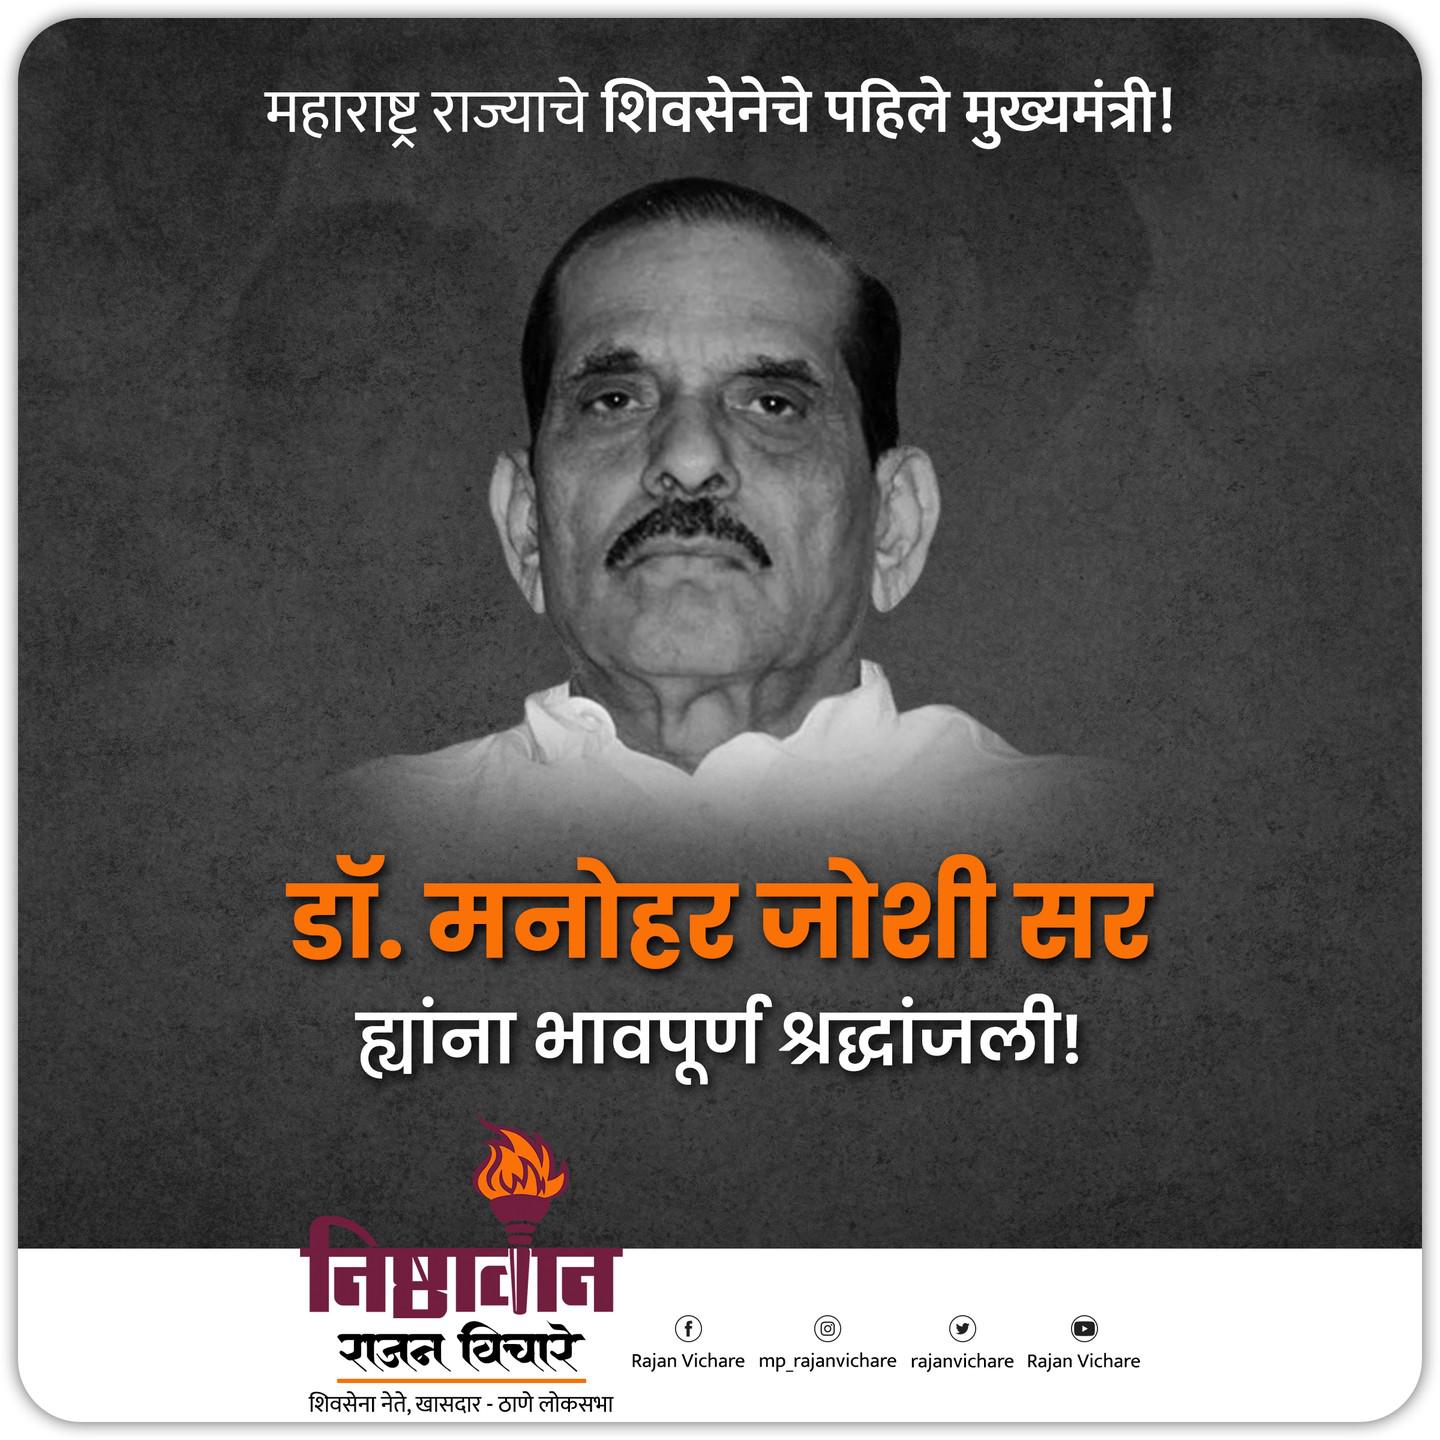 महाराष्ट्र राज्याचे शिवसेनेचे पहिले मुख्यमंत्री!
डॉ. मनोहर जोशी सर
ह्यांना भावपूर्ण श्रद्धांजली!
निष्ठावान
राजन विचारे
शिवसेना नेते, खासदार - ठाणे लोकसभा
Rajan Vichare mp_rajanvichare rajanvichare Rajan Vichare